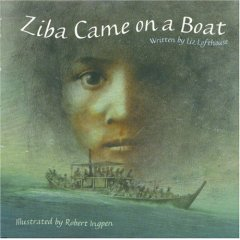 Ziba Came on a Boat
Written by Liz Lofthouse
Illustrated by Robert Ingpen